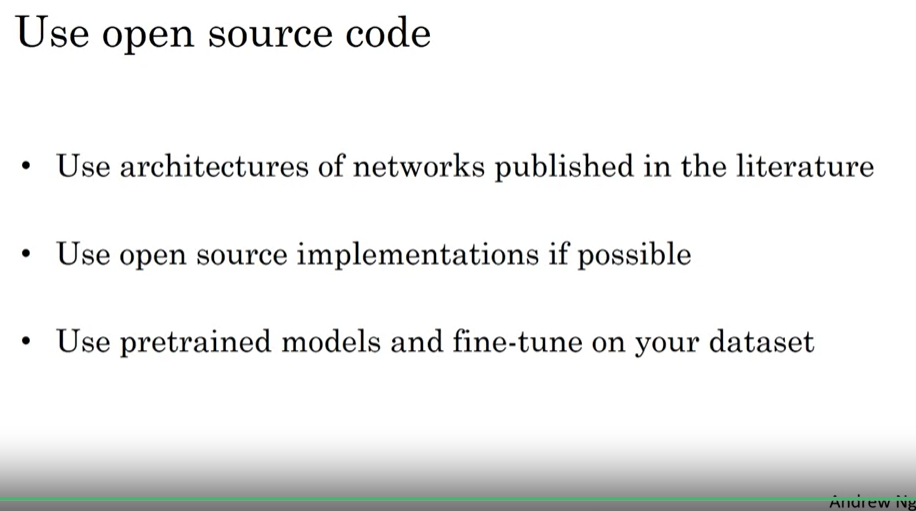 Use open source code
• Use architectures of networks published in the literature
• Use open source implementations if possible
• Use pretrained models and fine-tune on your dataset
Andrew Ng